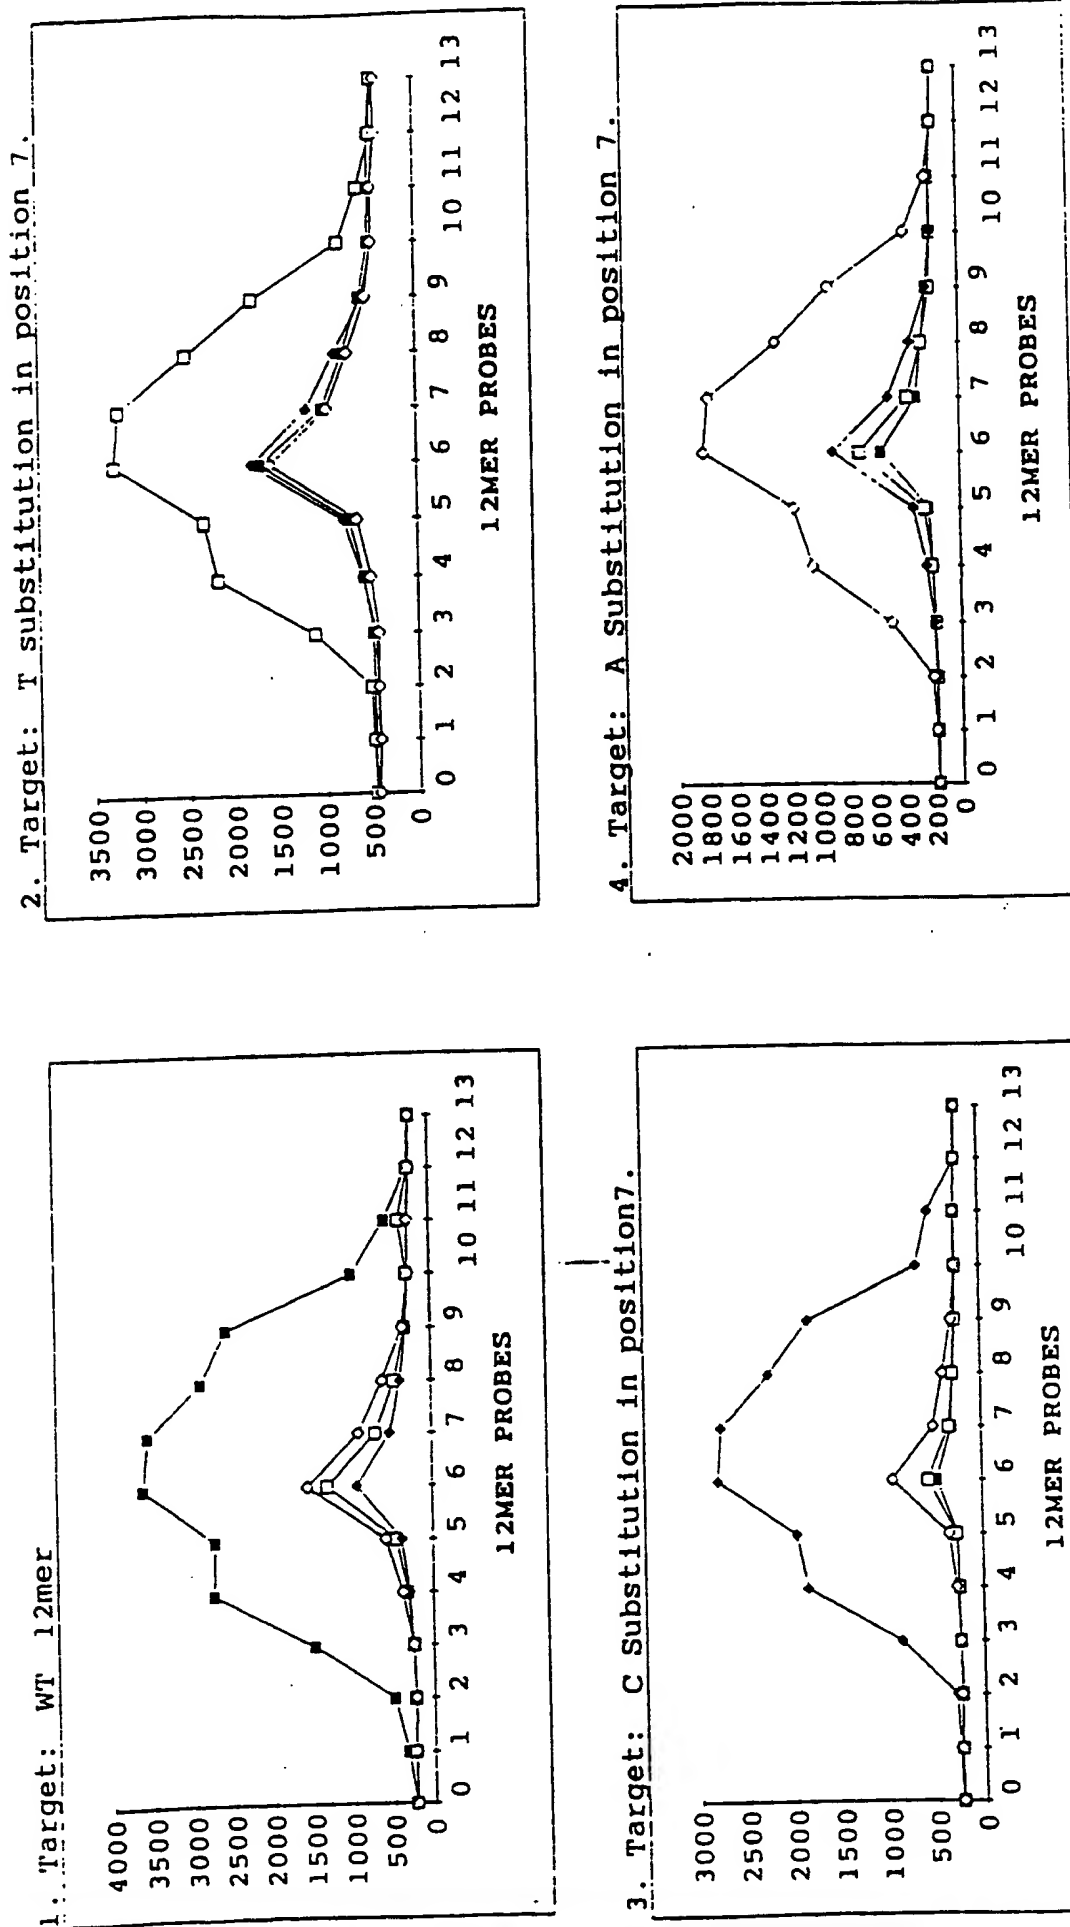 1. Target: WT 12mer
4000
3500
3000
2500
2000
1500
1000
500
0
0 1 2 3 4 5 6 7 8 9 10 11 12 13
12MER PROBES
2. Target: T substitution in position 7.
3500
3000
2500
2000
1500
1000
500
0
0 1 2 3 4 5 6 7 8 9 10 11 12 13
12MER PROBES
3. Target: C Substitution in position7.
3000
2500
2000
1500
1000
500
0
0 1 2 3 4 5 6 7 8 9 10 11 12 13
12MER PROBES
4. Target: A Substitution in position 7.
2000
1800
1600
1400
1200
1000
800
600
400
200
0
0 1 2 3 4 5 6 7 8 9 10 11 12 13
12MER PROBES